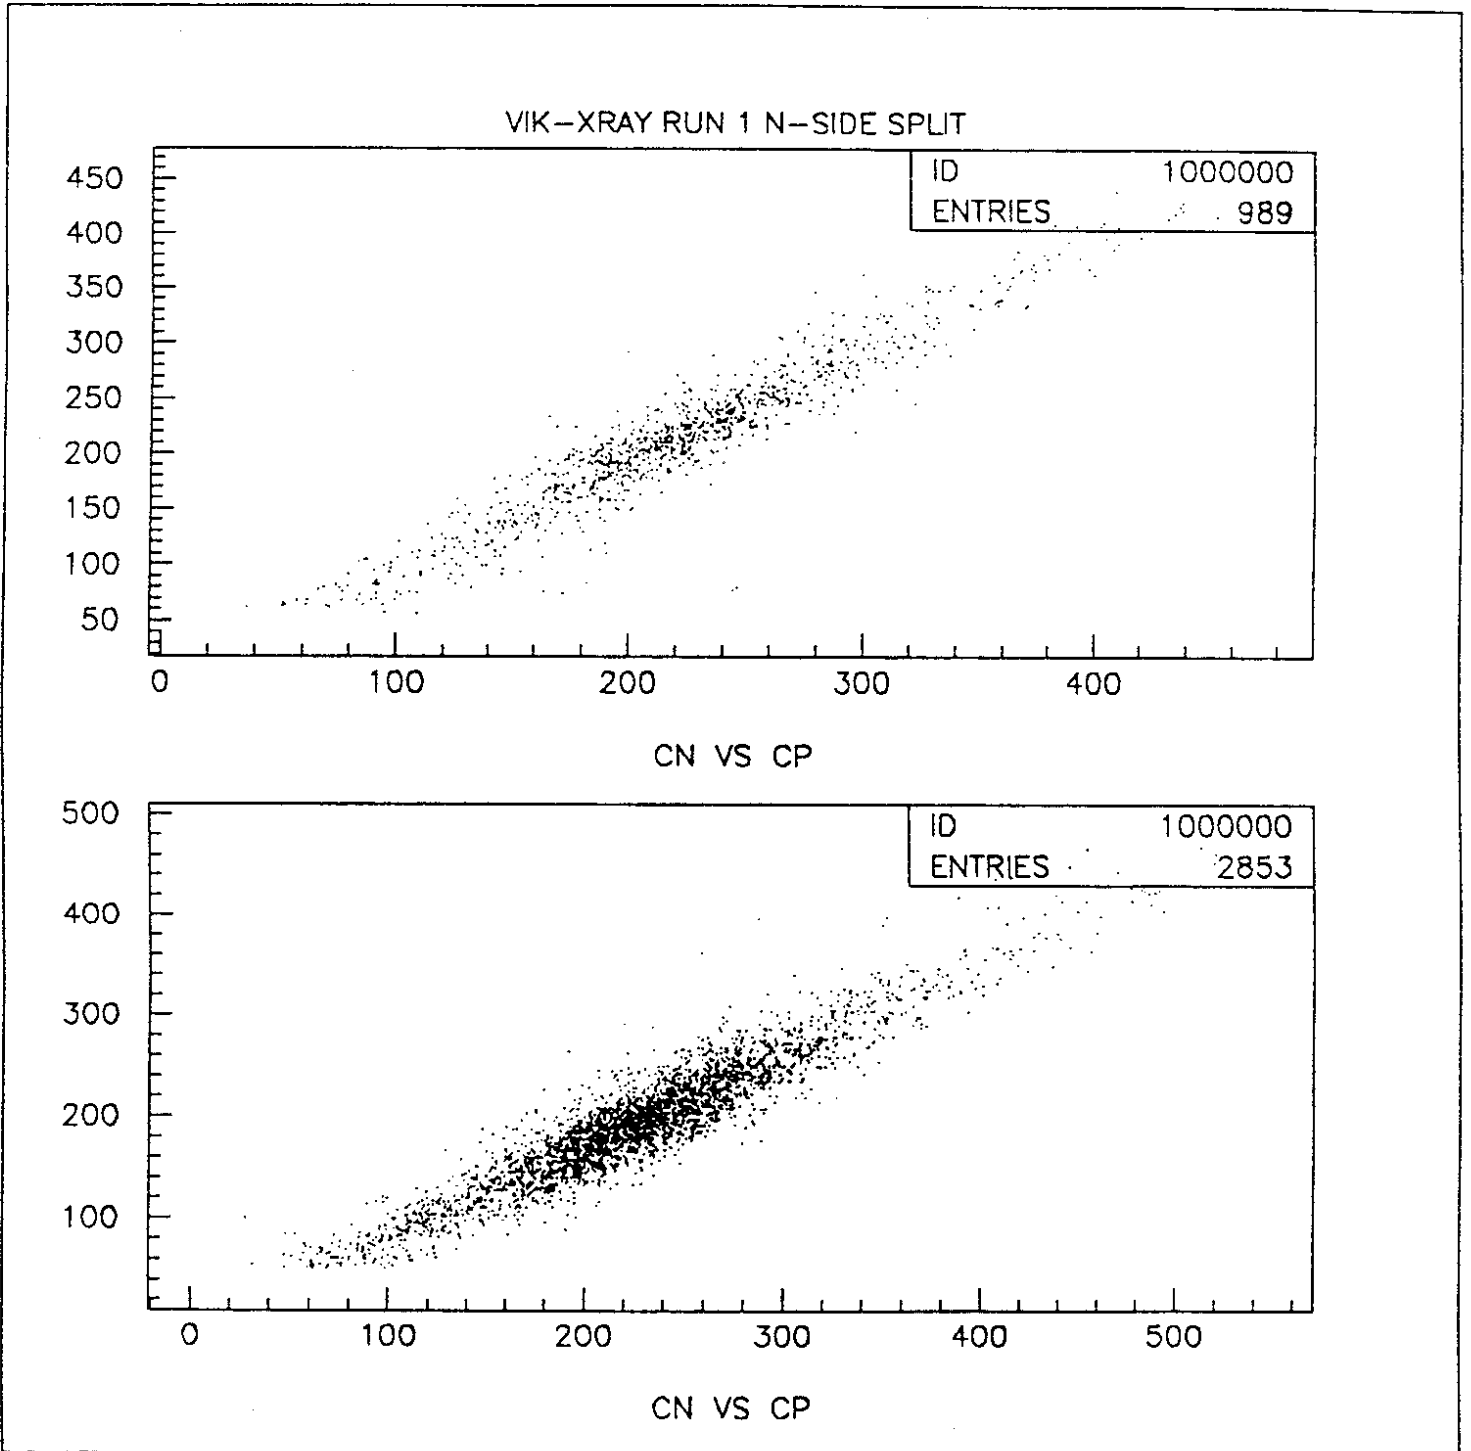 VIK-XRAY RUN 1 N-SIDE SPLIT
ID 1000000
ENTRIES 989
450
400
350
300
250
200
150
100
50
0 100 200 300 400
CN VS CP
ID 1000000
ENTRIES 2853
500
400
300
200
100
0 100 200 300 400 500
CN VS CP